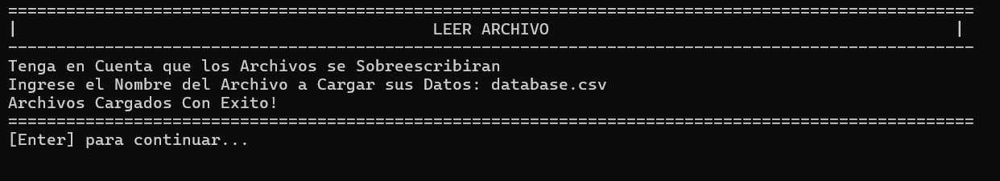 ====================================================================================================
|                                           LEER ARCHIVO                                          |
----------------------------------------------------------------------------------------------------
Tenga en Cuenta que los Archivos se Sobreescribiran
Ingrese el Nombre del Archivo a Cargar sus Datos: database.csv
Archivos Cargados Con Exito!
====================================================================================================
[Enter] para continuar...